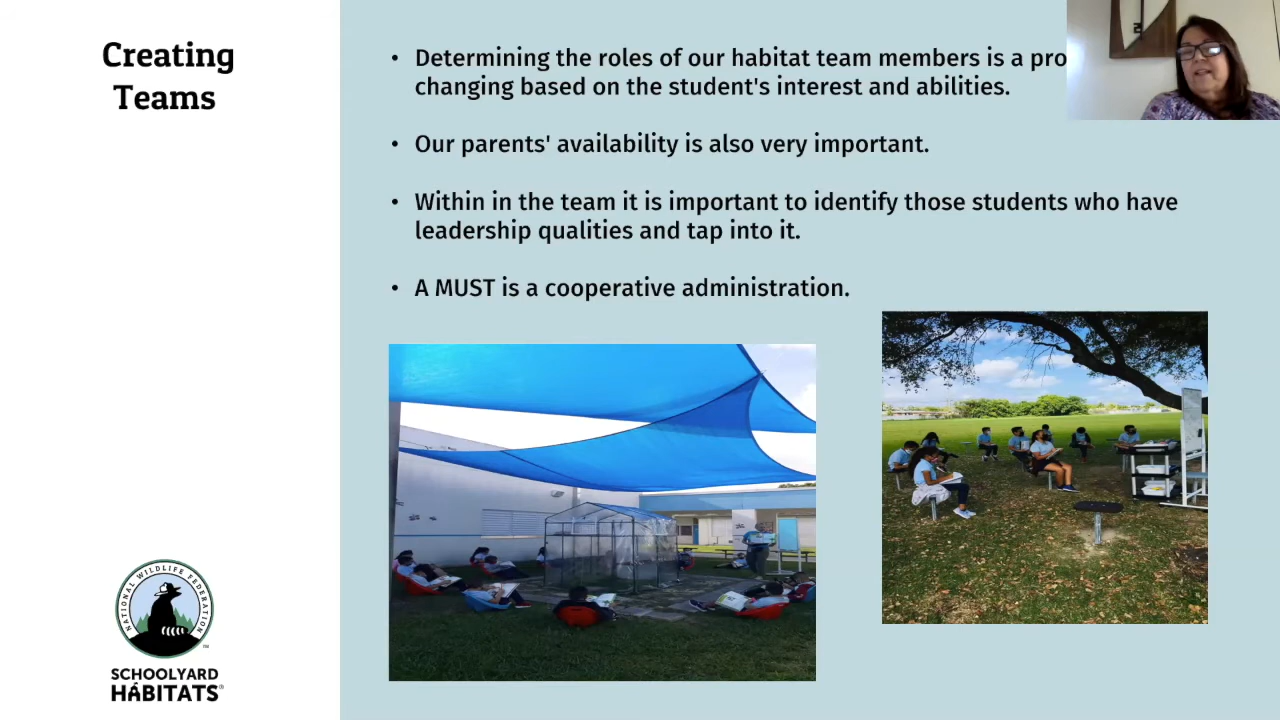 Creating
Teams
• Determining the roles of our habitat team members is a pro
changing based on the student's interest and abilities.
• Our parents' availability is also very important.
• Within in the team it is important to identify those students who have
leadership qualities and tap into it.
• A MUST is a cooperative administration.
NATIONAL WILDLIFE FEDERATION
TM
SCHOOLYARD
HABITATS®